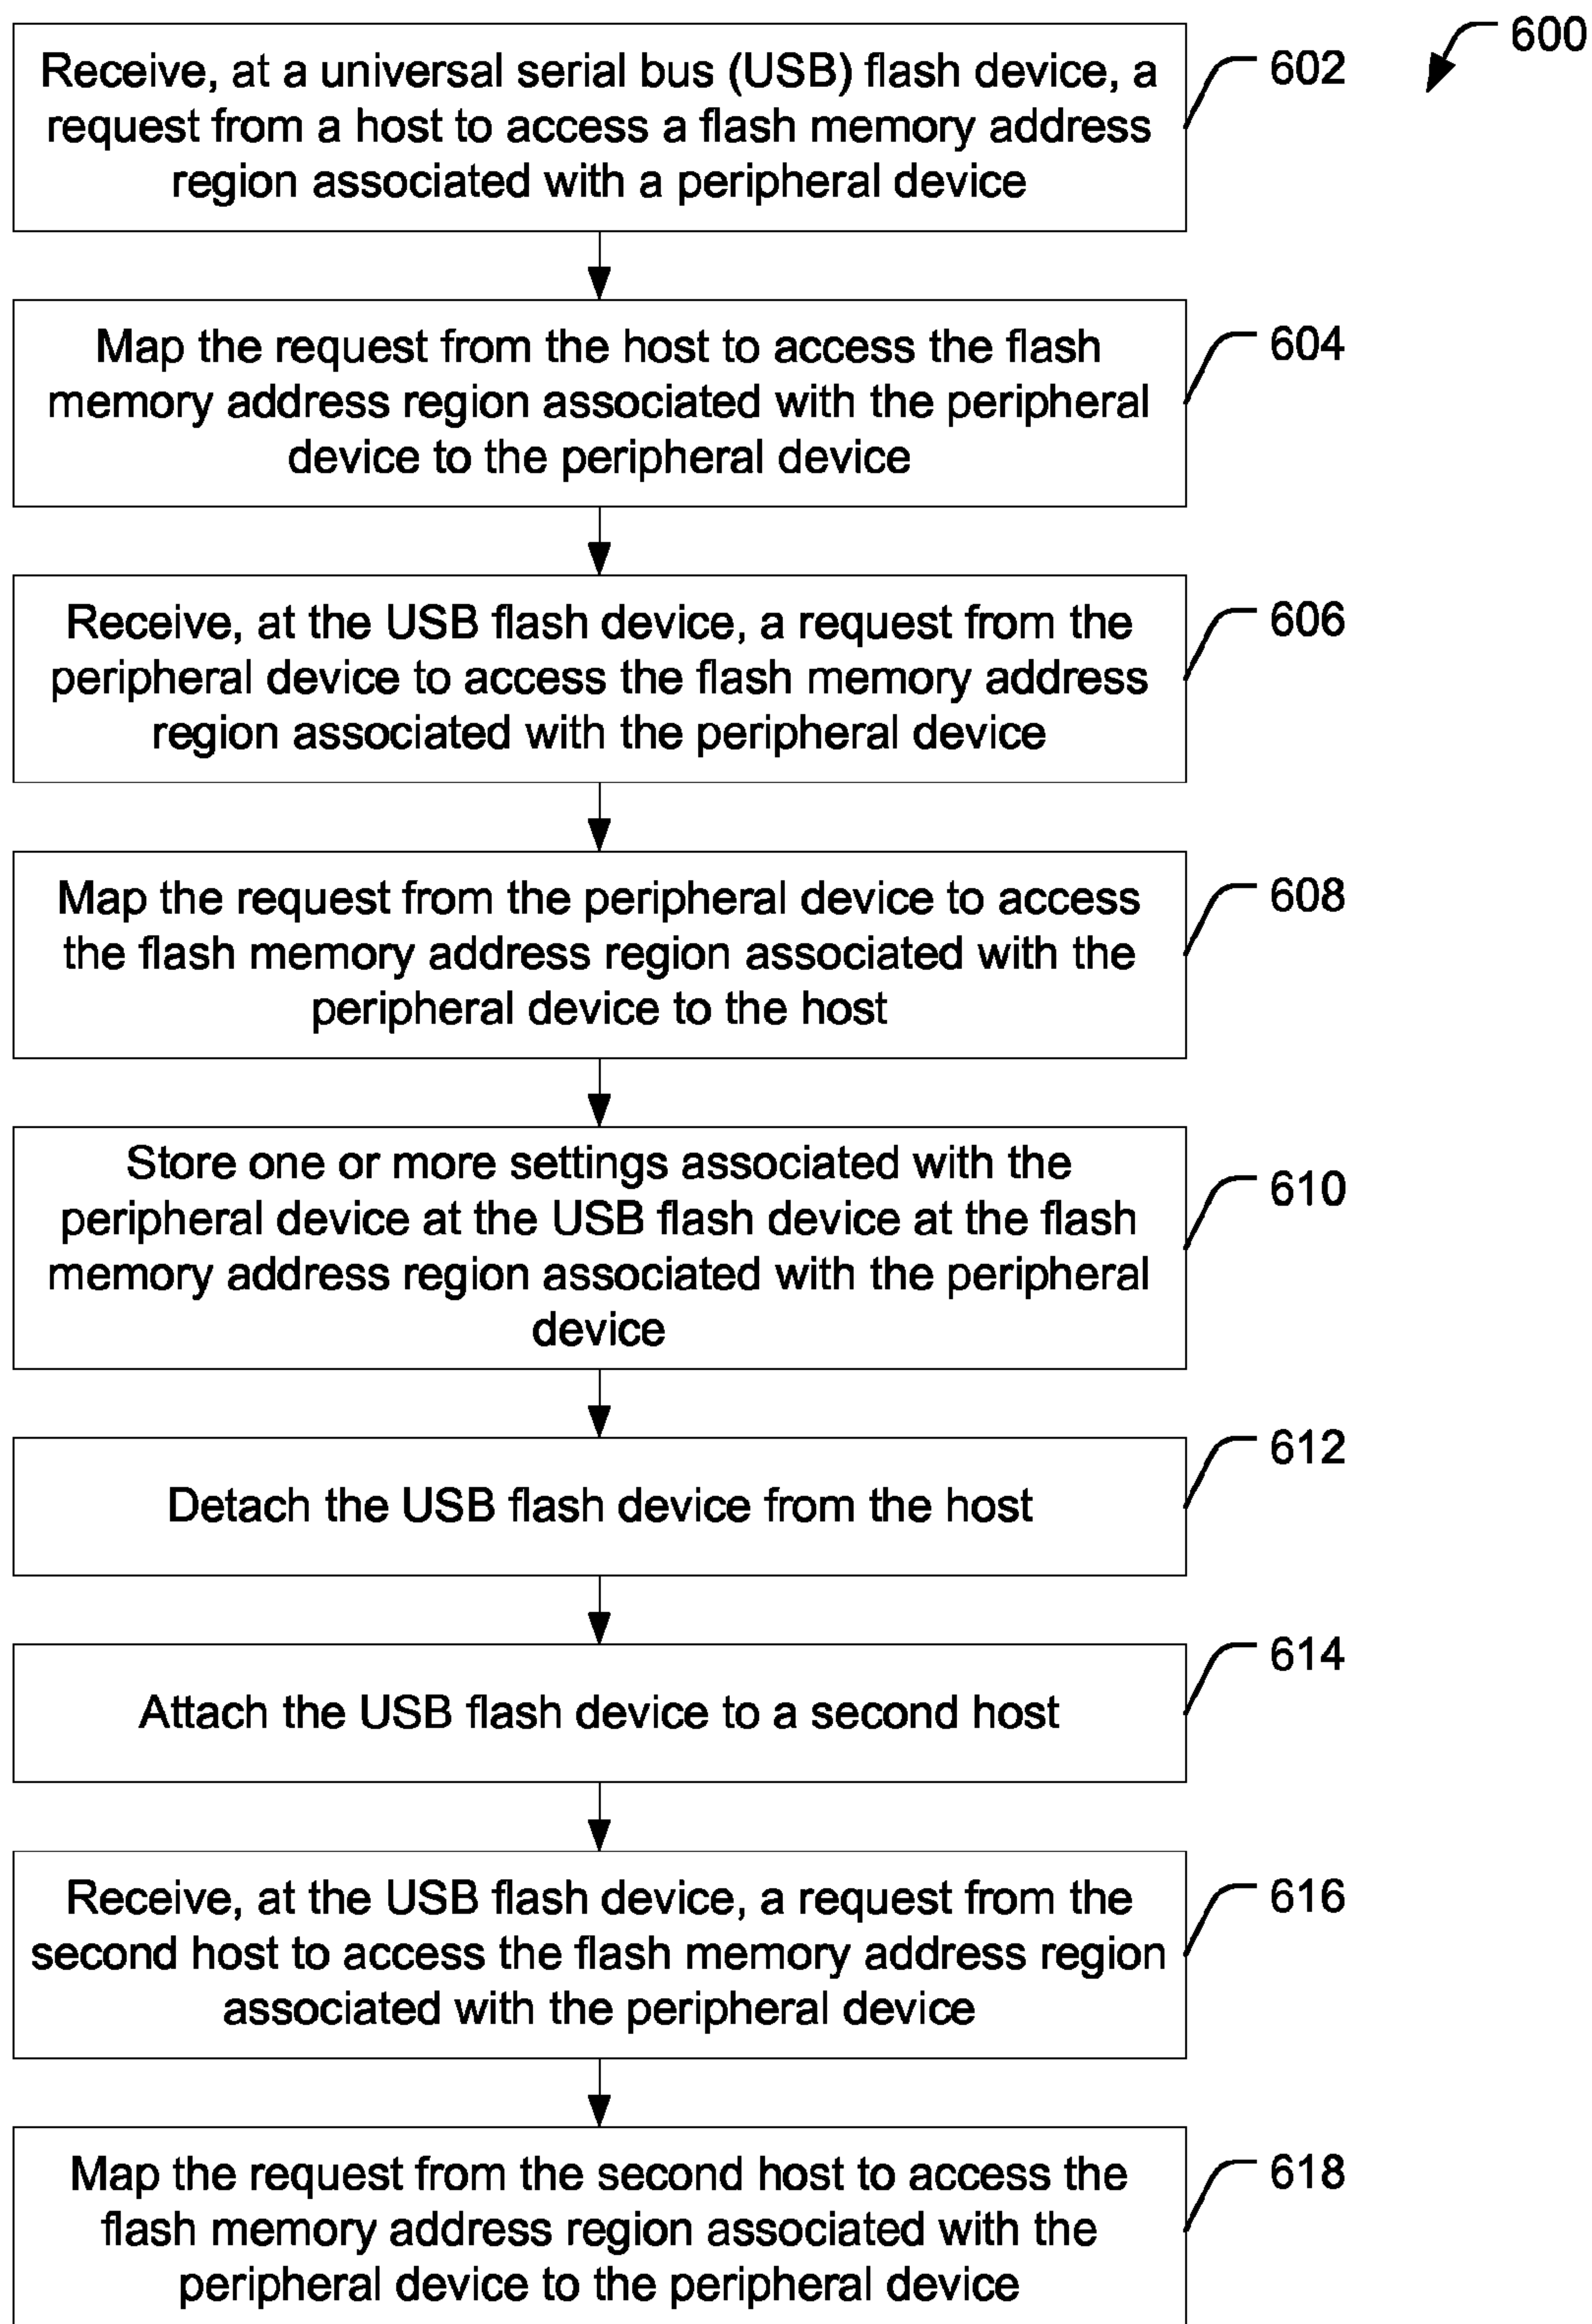 600
Receive, at a universal serial bus (USB) flash device, a
request from a host to access a flash memory address
region associated with a peripheral device
602
Map the request from the host to access the flash
memory address region associated with the peripheral
device to the peripheral device
604
Receive, at the USB flash device, a request from the
peripheral device to access the flash memory address
region associated with the peripheral device
606
Map the request from the peripheral device to access
the flash memory address region associated with the
peripheral device to the host
608
Store one or more settings associated with the
peripheral device at the USB flash device at the flash
memory address region associated with the peripheral
device
610
Detach the USB flash device from the host
612
Attach the USB flash device to a second host
614
Receive, at the USB flash device, a request from the
second host to access the flash memory address region
associated with the peripheral device
616
Map the request from the second host to access the
flash memory address region associated with the
peripheral device to the peripheral device
618